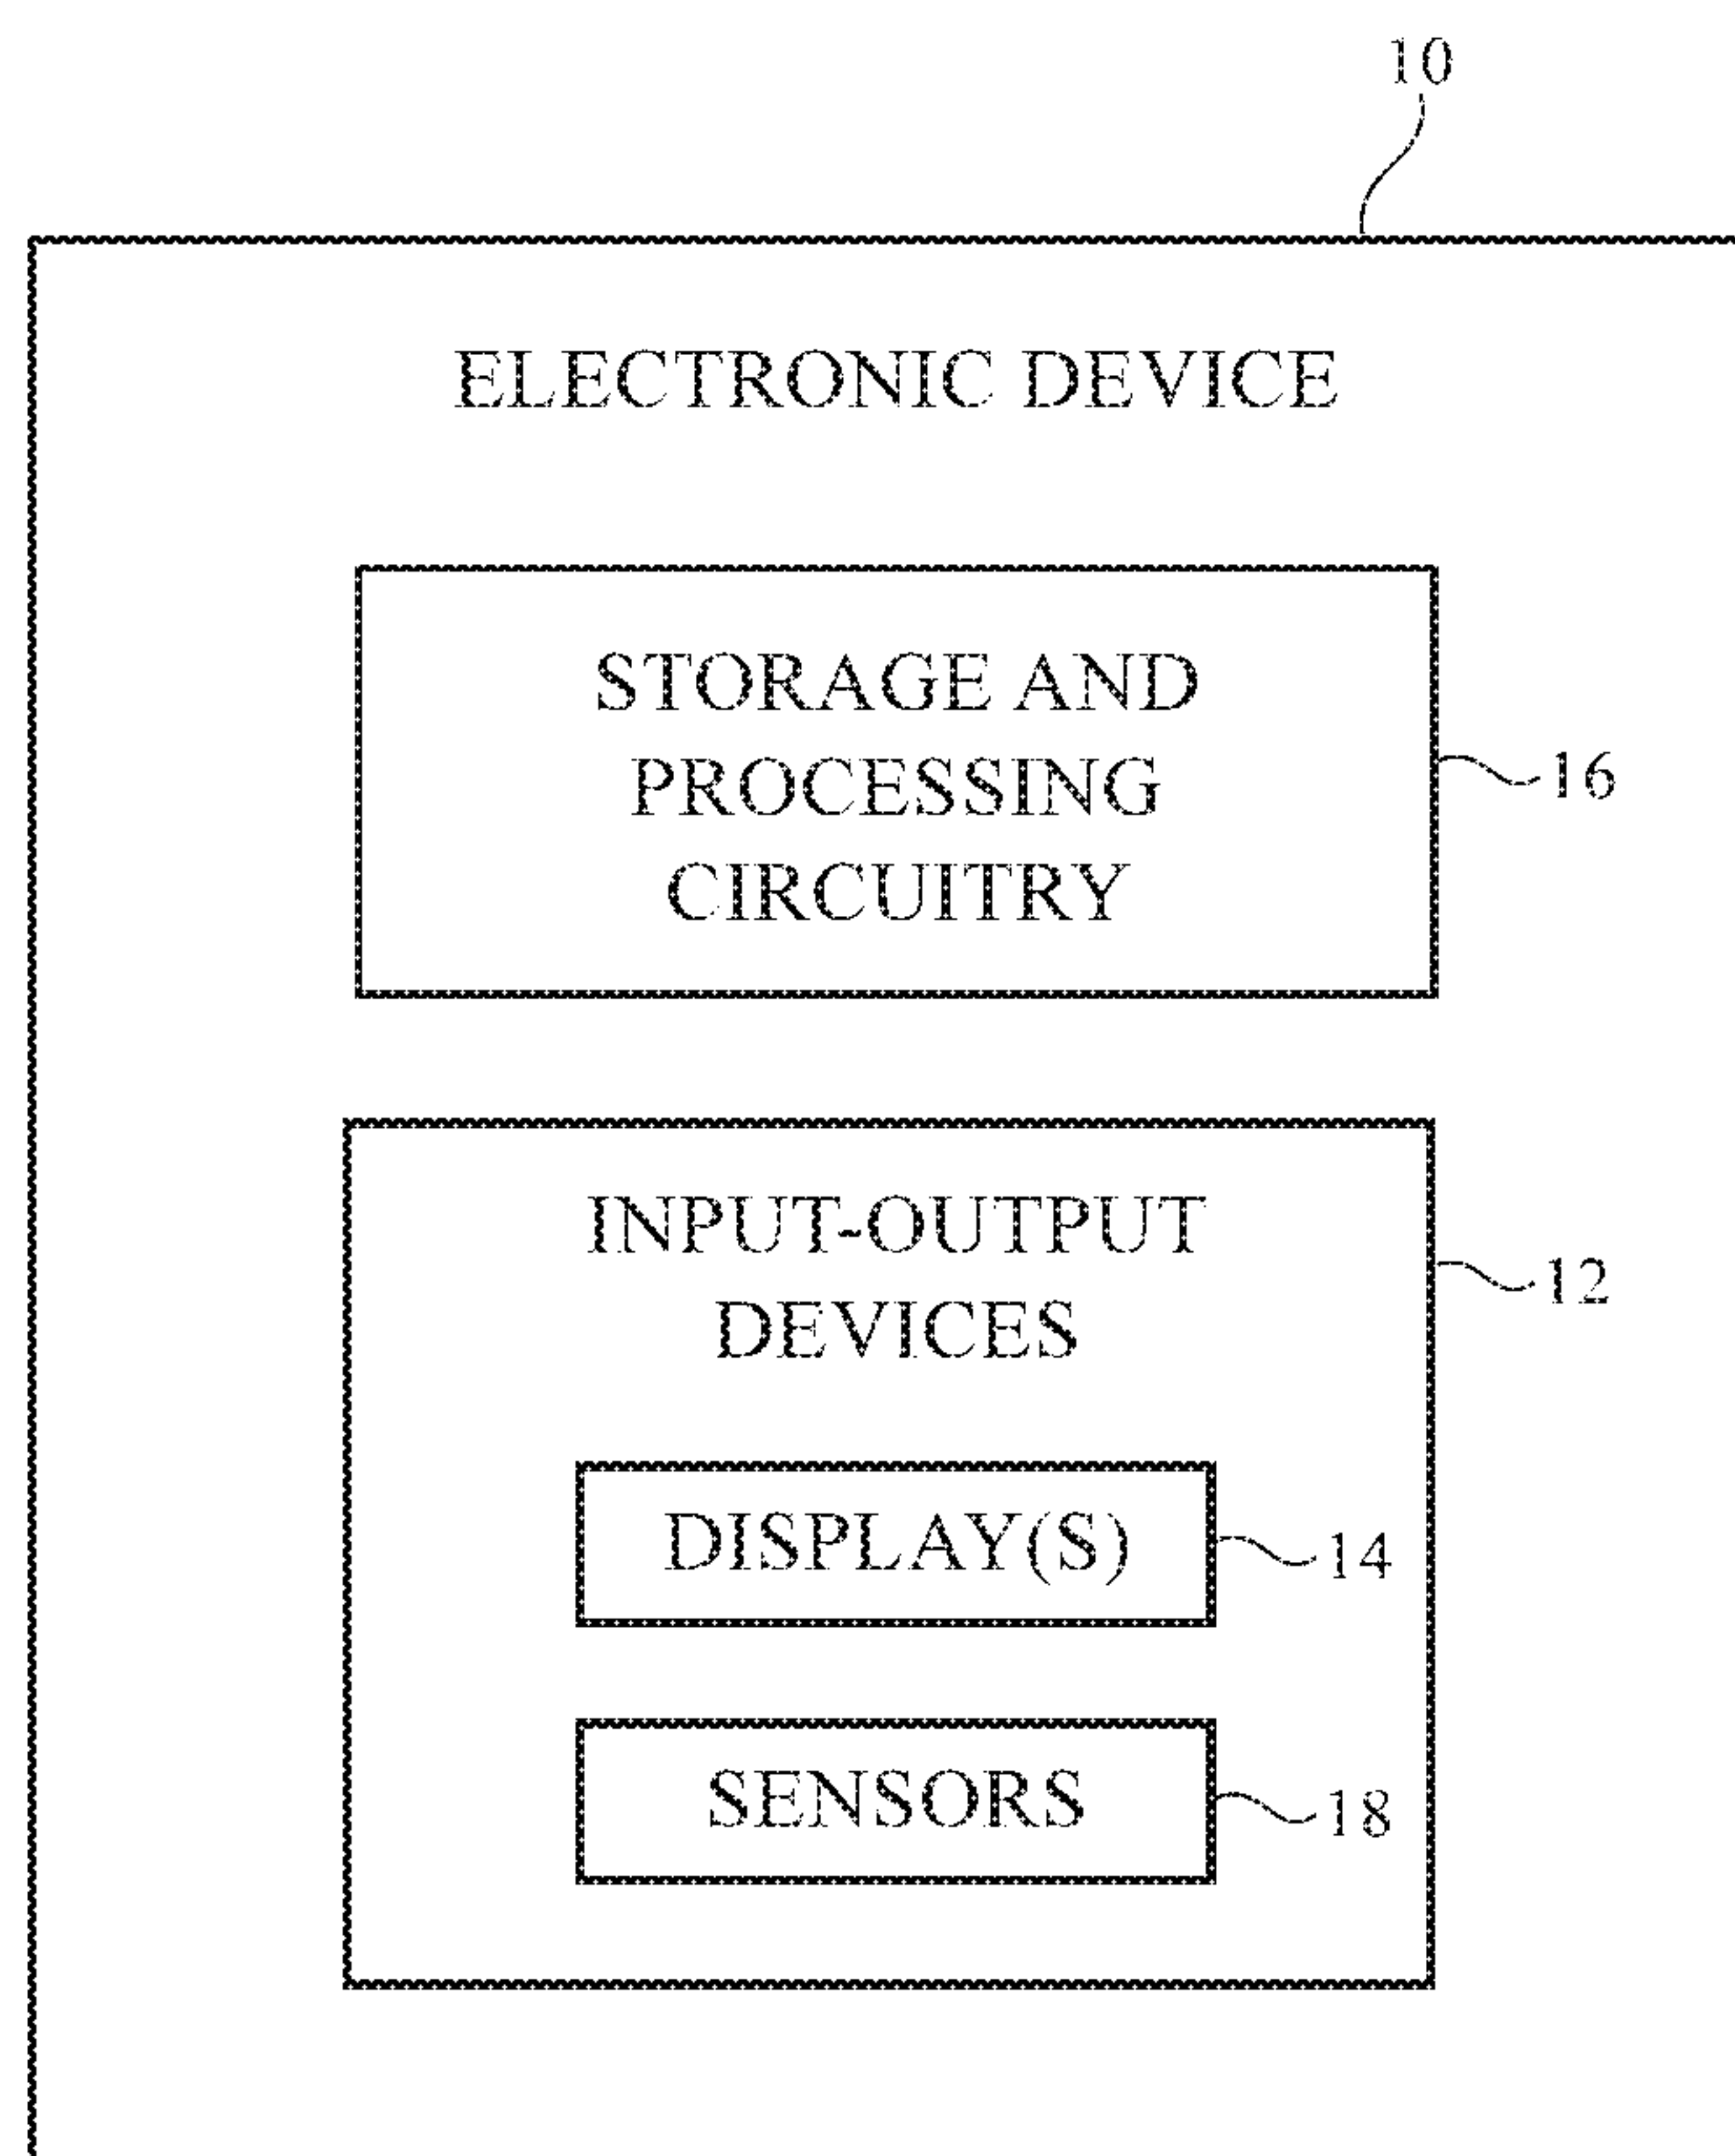 10
ELECTRONIC DEVICE
STORAGE AND
PROCESSING
CIRCUITRY
16
INPUT-OUTPUT
DEVICES
12
DISPLAY(S)
14
SENSORS
18